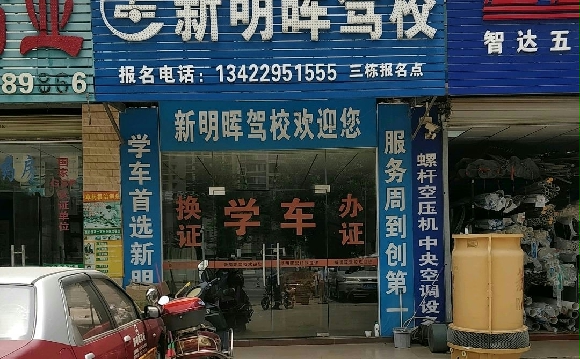 新明晖驾校
报名电话：13422951555 三栋报名点
智达五
新明晖驾校欢迎您
学车首选新明
服务周到创第一
换证
学车
办证
螺杆空压机 中央空调设